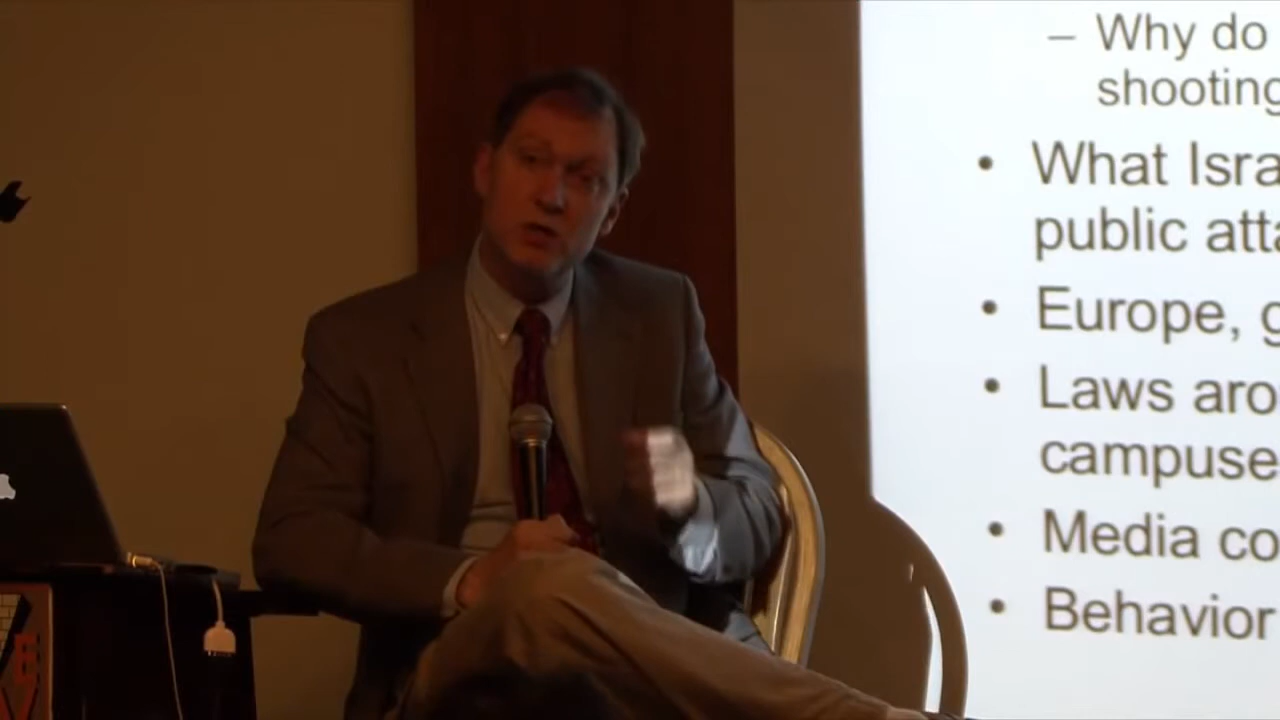 – Why do
shooting
• What Isra
public atta
• Europe, g
• Laws aro
campuse
• Media co
• Behavior